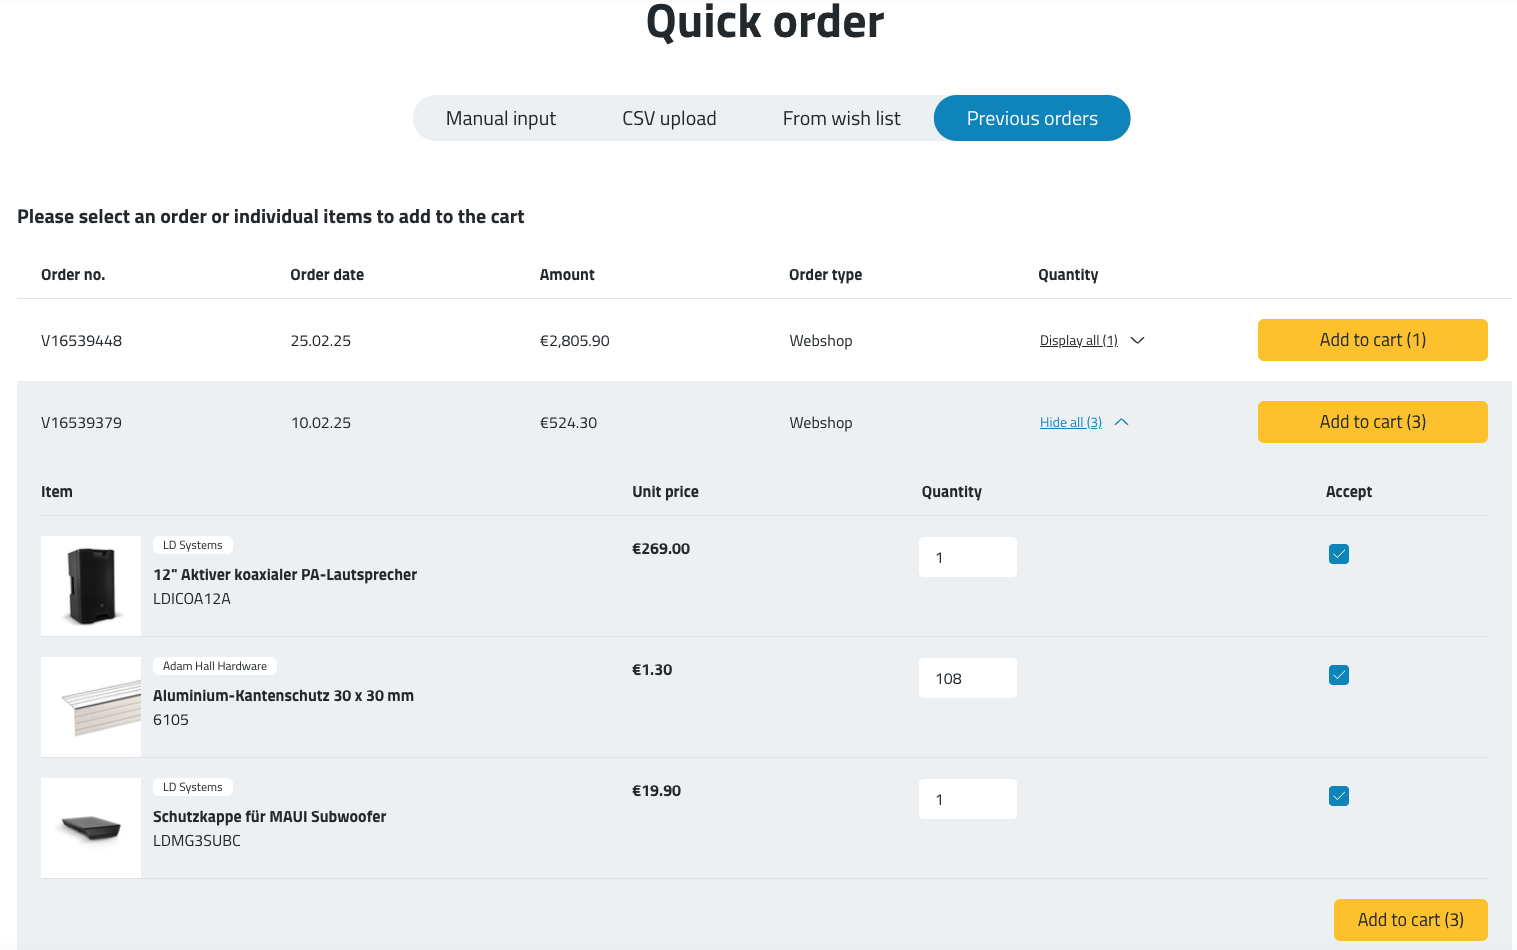 Quick order
Manual input CSV upload From wish list Previous orders
Please select an order or individual items to add to the cart
Order no. Order date Amount Order type Quantity
V16539448 25.02.25 €2,805.90 Webshop Display all (1) Add to cart (1)
V16539379 10.02.25 €524.30 Webshop Hide all (3) Add to cart (3)
Item Unit price Quantity Accept
LD Systems
12" Aktiver koaxialer PA-Lautsprecher
LDICOA12A
€269.00 1
Adam Hall Hardware
Aluminium-Kantenschutz 30 x 30 mm
6105
€1.30 108
LD Systems
Schutzkappe für MAUI Subwoofer
LDMG3SUBC
€19.90 1
Add to cart (3)